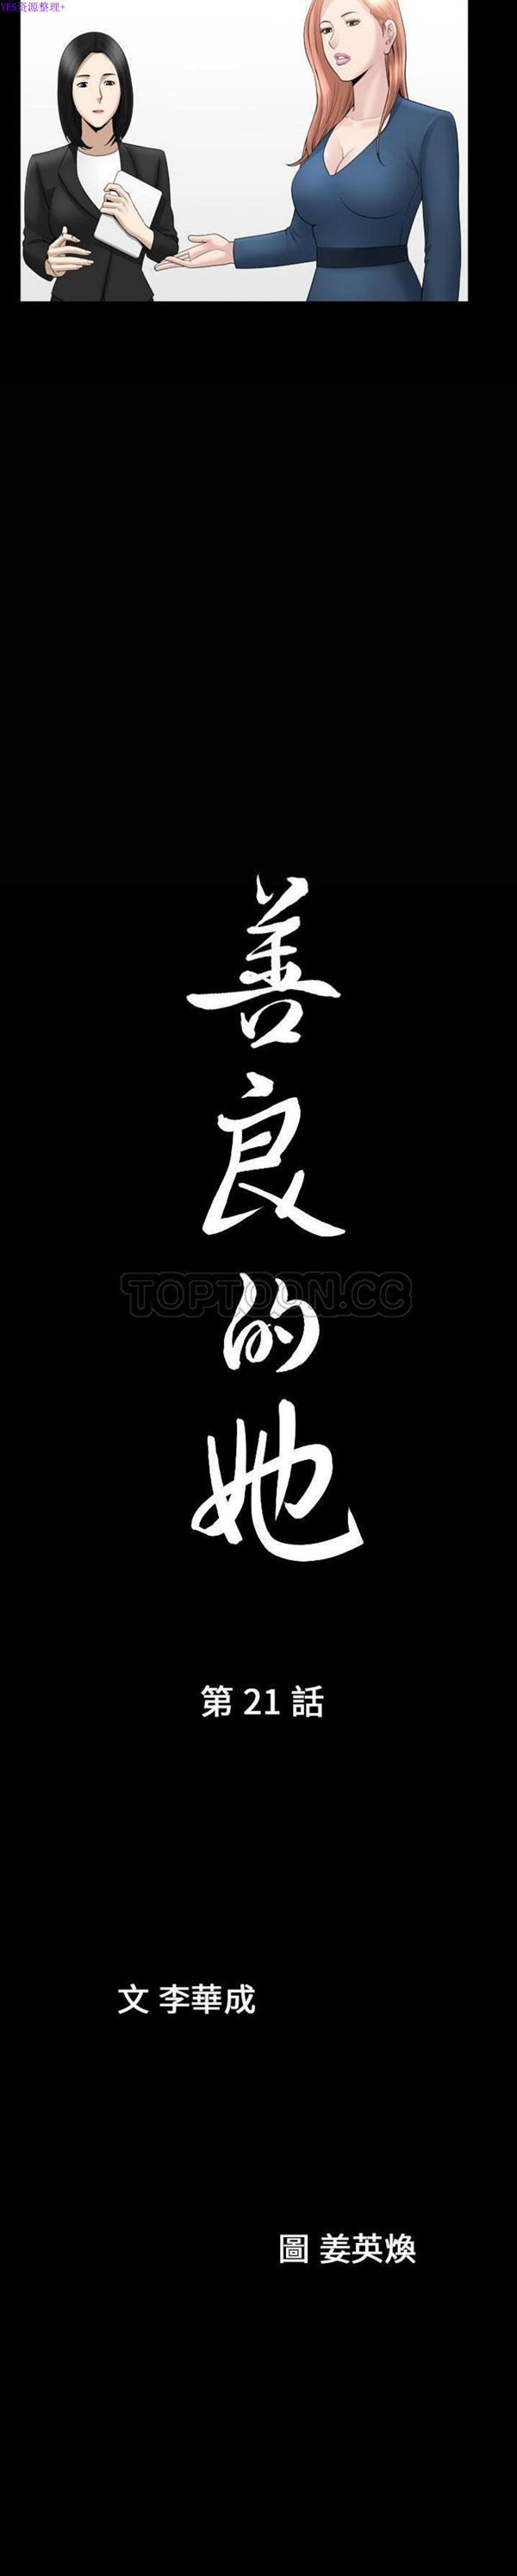 YES资源整理+
善良的她
TOPTOON.CC
第 21 話
文 李華成
圖 姜英煥